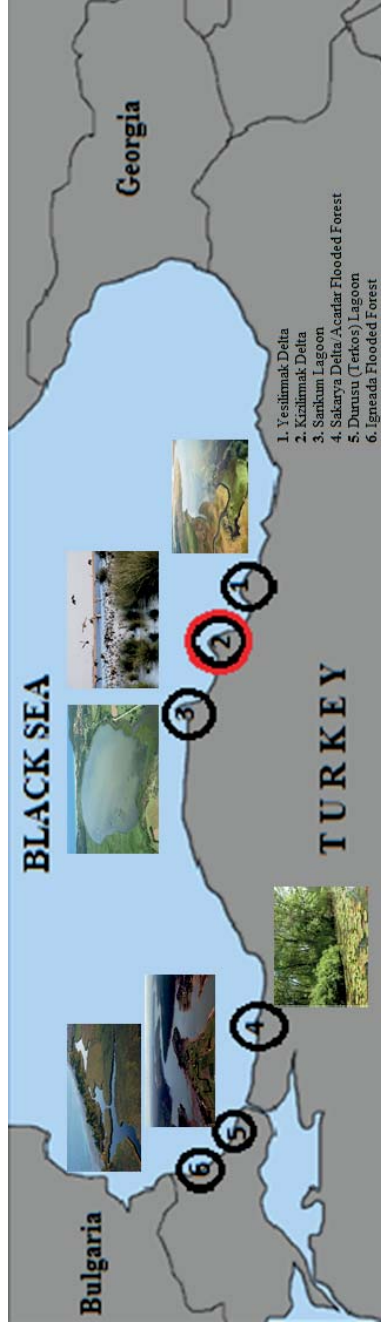 BLACK SEA
Bulgaria
Georgia
TURKEY
6
5
4
3
2
1
1. Yesilirmak Delta
2. Kizilirmak Delta
3. Sarikum Lagoon
4. Sakarya Delta/Acarlar Flooded Forest
5. Durusu (Terkos) Lagoon
6. Igneada Flooded Forest